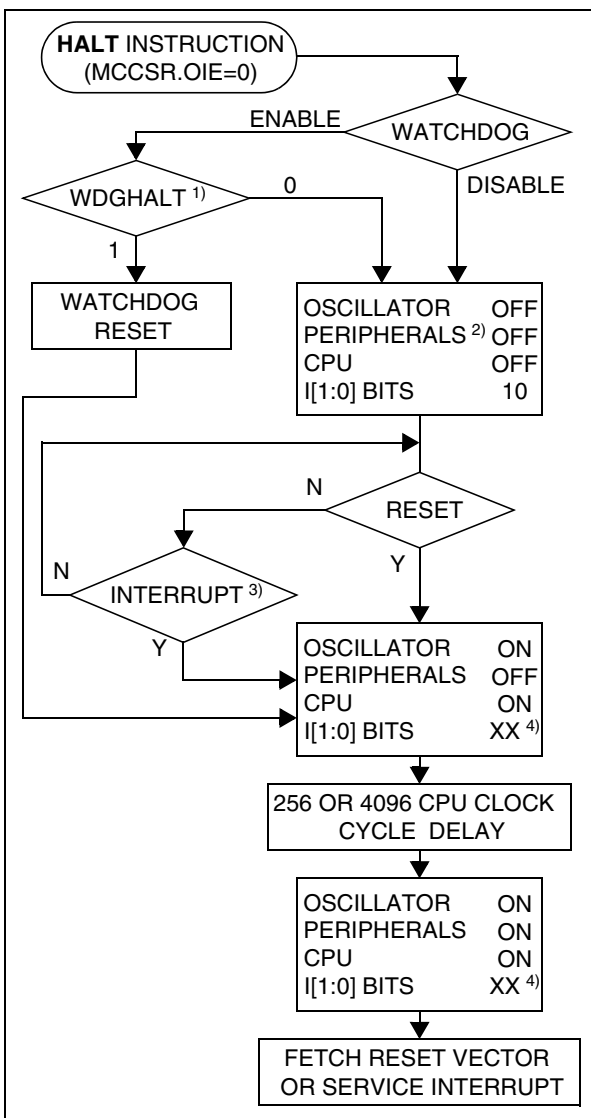 HALT INSTRUCTION
(MCCSR.OIE=0)
ENABLE
WATCHDOG
WDGHALT 1)
0
DISABLE
1
WATCHDOG
RESET
OSCILLATOR OFF
PERIPHERALS 2) OFF
CPU OFF
I[1:0] BITS 10
N
RESET
N
Y
INTERRUPT 3)
Y
OSCILLATOR ON
PERIPHERALS OFF
CPU ON
I[1:0] BITS XX 4)
256 OR 4096 CPU CLOCK
CYCLE DELAY
OSCILLATOR ON
PERIPHERALS ON
CPU ON
I[1:0] BITS XX 4)
FETCH RESET VECTOR
OR SERVICE INTERRUPT